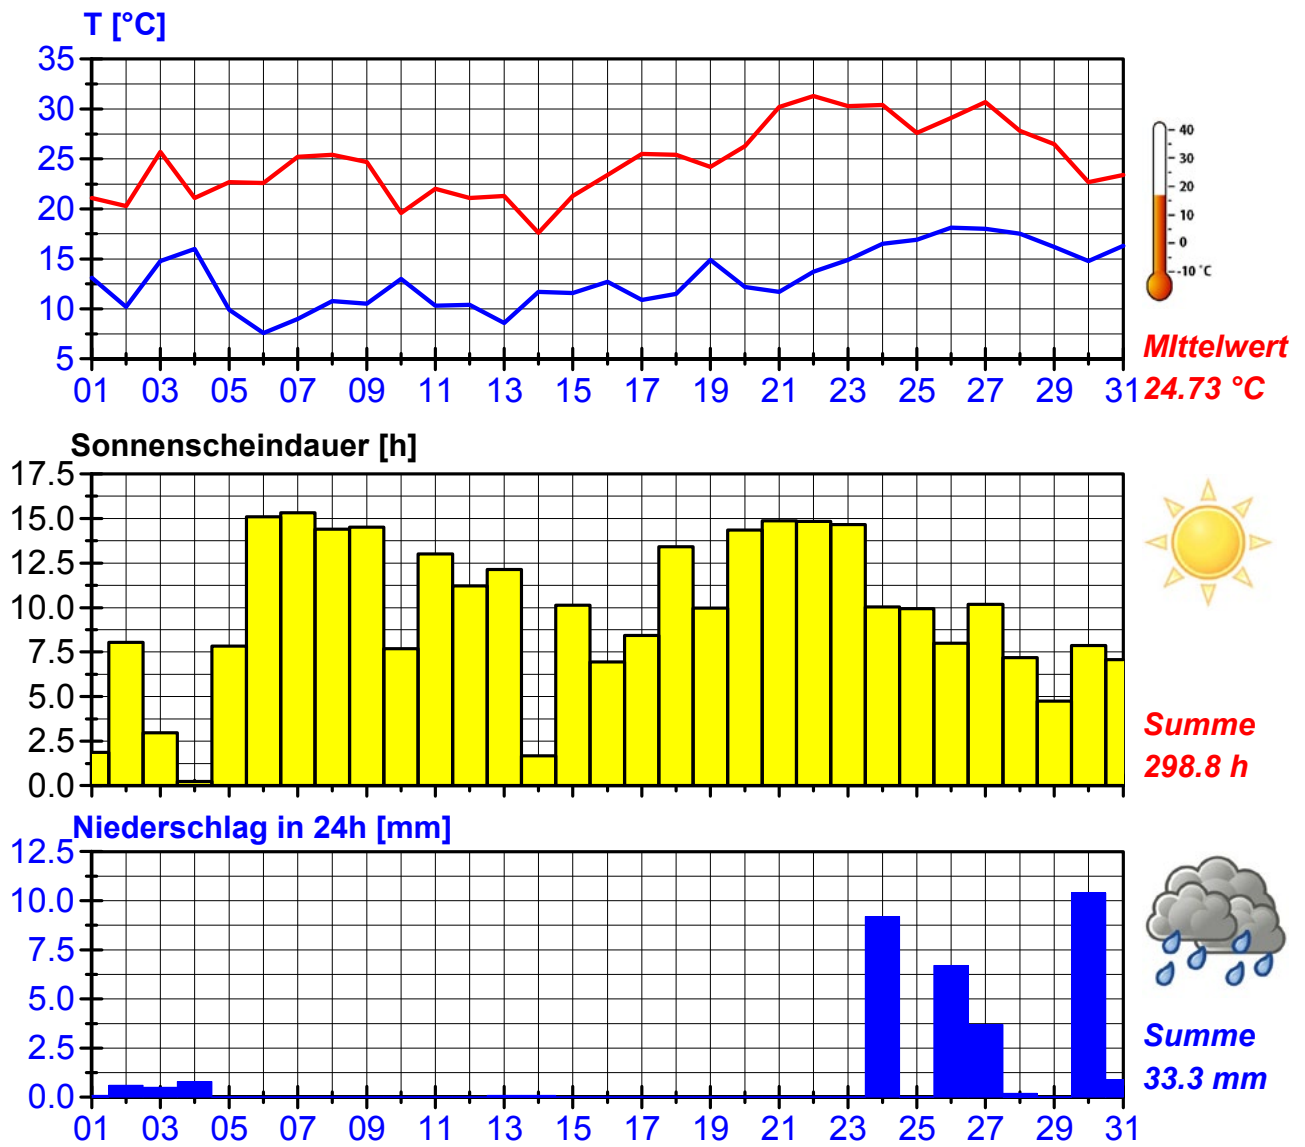 T [°C]
35
30
25
20
15
10
5
01 03 05 07 09 11 13 15 17 19 21 23 25 27 29 31
40
30
20
10
0
-10 °C
MIttelwert
24.73 °C
Sonnenscheindauer [h]
17.5
15.0
12.5
10.0
7.5
5.0
2.5
0.0
Summe
298.8 h
Niederschlag in 24h [mm]
12.5
10.0
7.5
5.0
2.5
0.0
01 03 05 07 09 11 13 15 17 19 21 23 25 27 29 31
Summe
33.3 mm